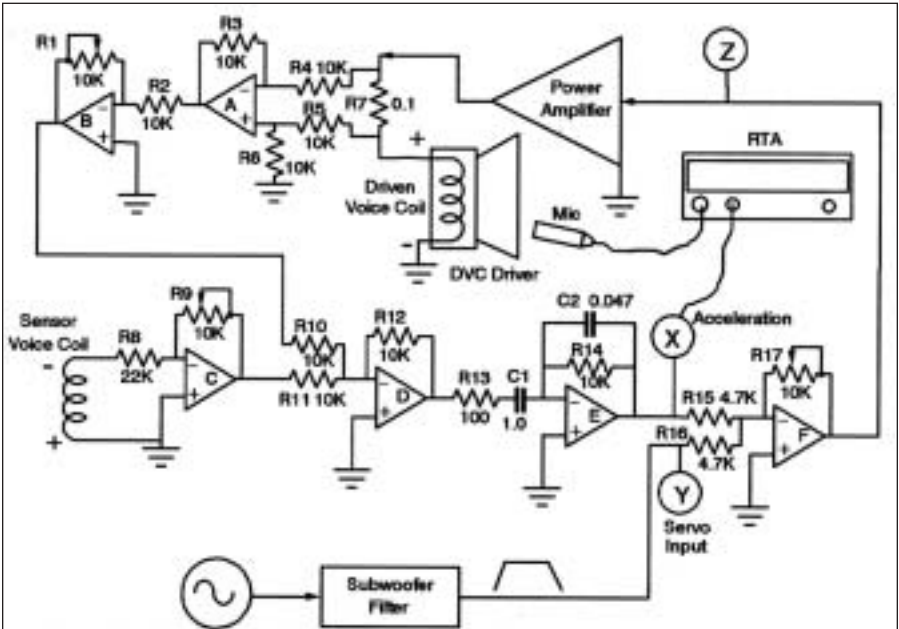 R1
10K
R2
10K
B
-
+
R3
10K
A
-
+
R4 10K
R5
10K
R6
10K
R7
0.1
+
-
Driven
Voice Coil
DVC Driver
Power
Amplifier
Z
RTA
Mic
Sensor
Voice Coil
-
+
R8
22K
R9
10K
C
-
+
R10
10K
R11 10K
R12
10K
D
-
+
R13
100
C1
1.0
C2 0.047
R14
10K
E
-
+
X
Acceleration
R15 4.7K
R16
4.7K
R17
10K
F
-
+
Y
Servo
Input
Subwoofer
Filter